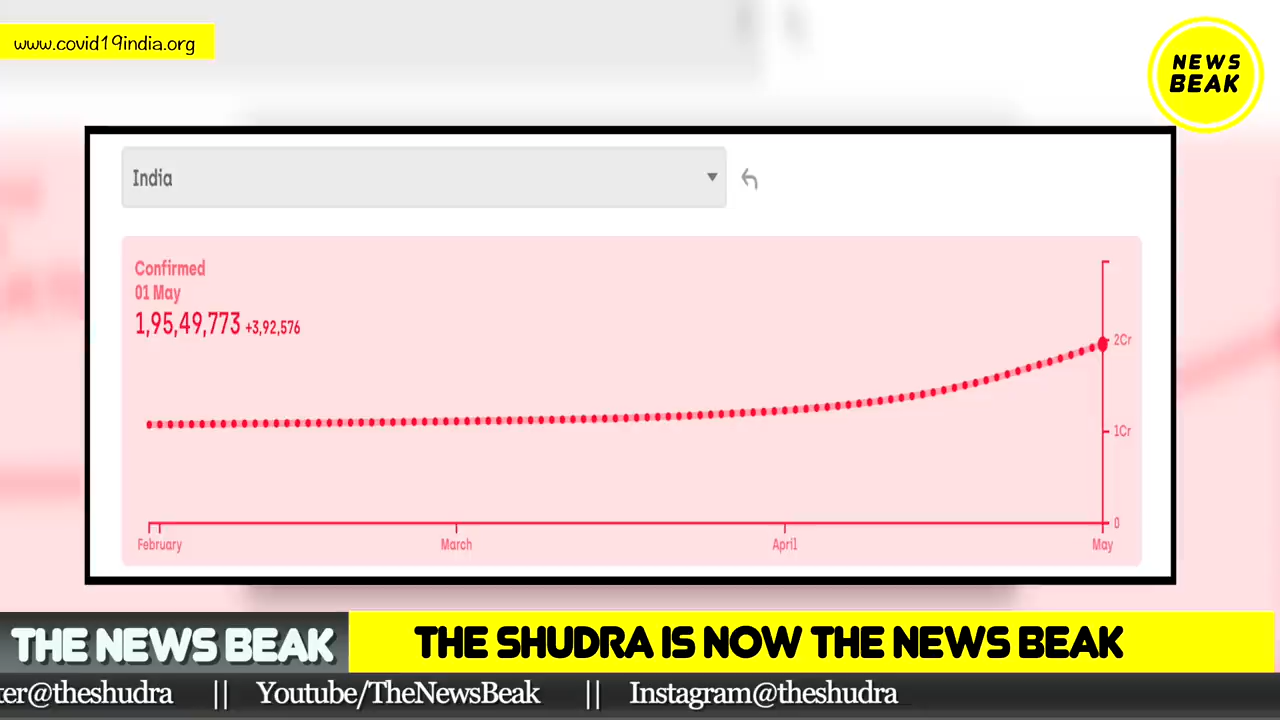 www.covid19india.org
NEWS
BEAK
India
Confirmed
01 May
1,95,49,773 +3,92,576
2Cr
1Cr
0
February March April May
THE NEWS BEAK
THE SHUDRA IS NOW THE NEWS BEAK
ter@theshudra || Youtube/TheNewsBeak || Instagram@theshudra